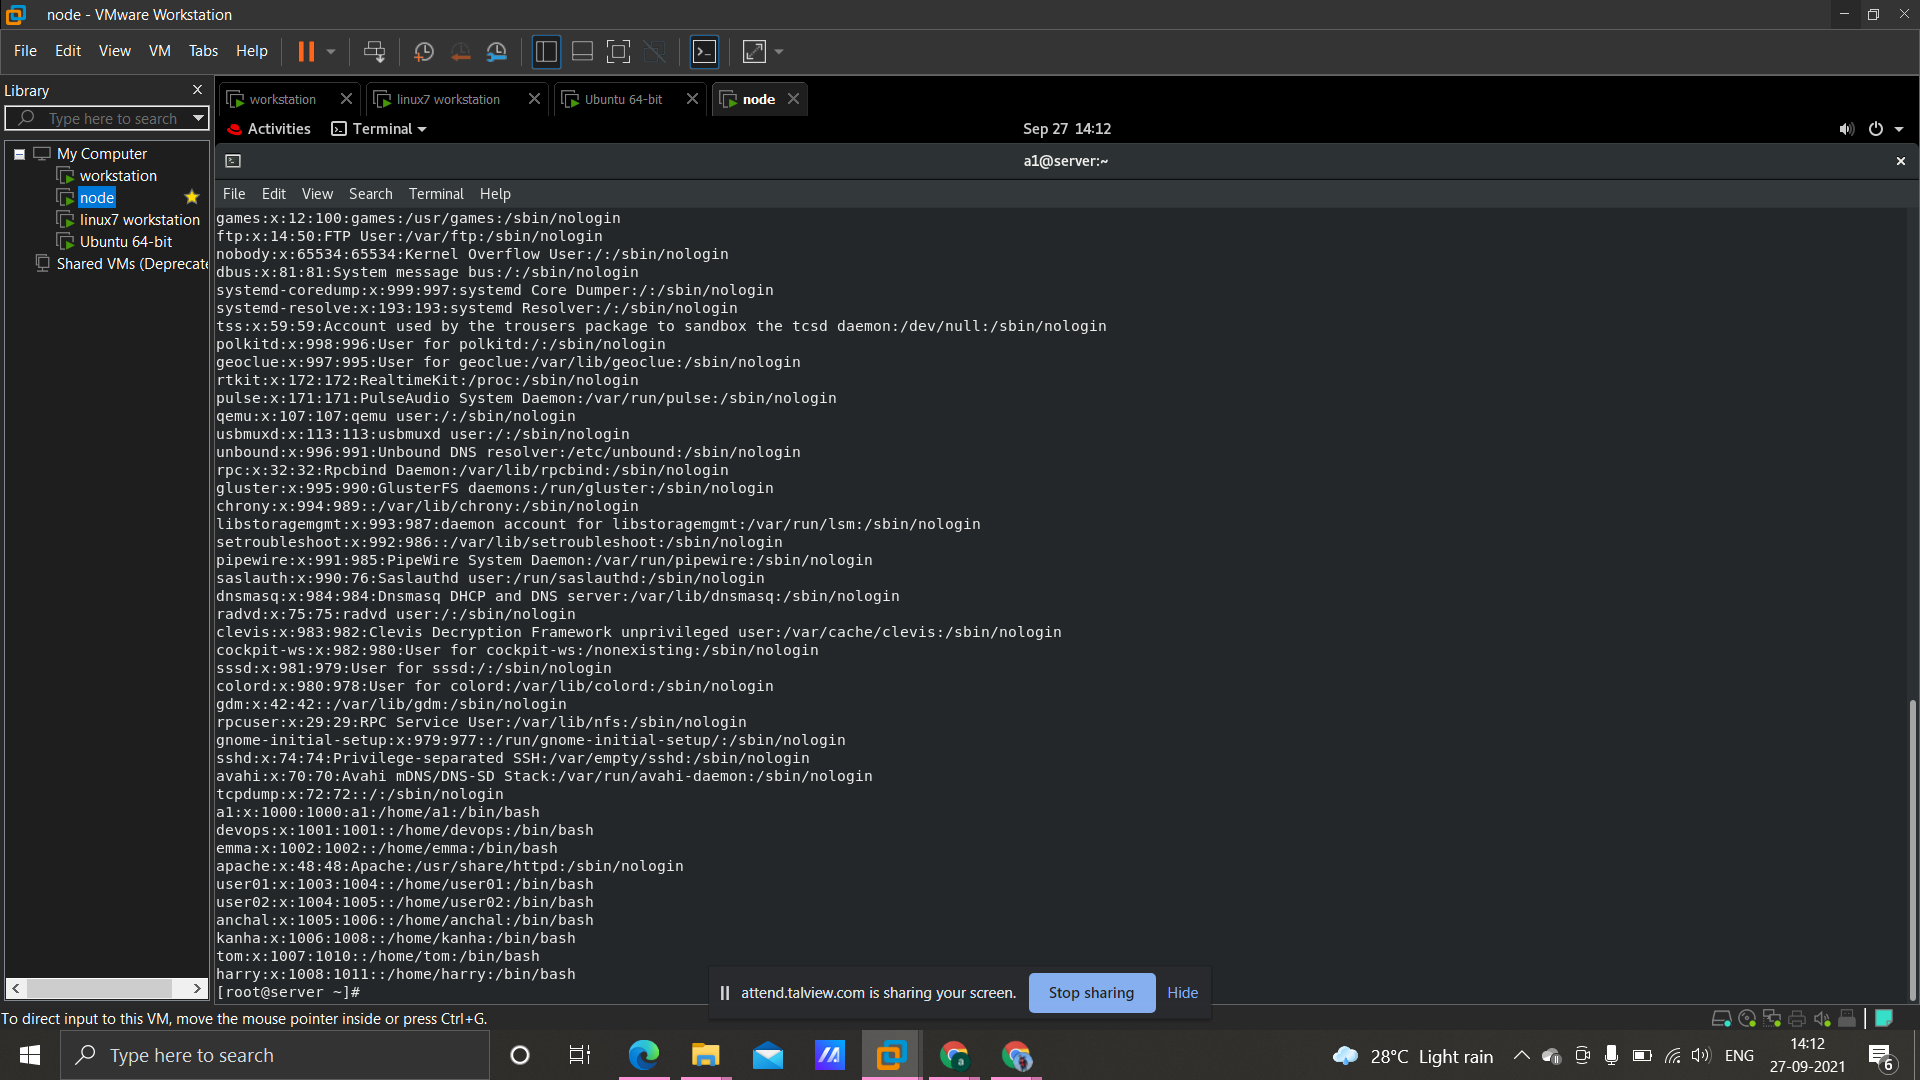 node - VMware Workstation
File Edit View VM Tabs Help
Library
Type here to search
My Computer
workstation
node
linux7 workstation
Ubuntu 64-bit
Shared VMs (Deprecate
workstation linux7 workstation Ubuntu 64-bit node
Activities Terminal Sep 27 14:12
a1@server:~
File Edit View Search Terminal Help
games:x:12:100:games:/usr/games:/sbin/nologin
ftp:x:14:50:FTP User:/var/ftp:/sbin/nologin
nobody:x:65534:65534:Kernel Overflow User:/:/sbin/nologin
dbus:x:81:81:System message bus:/:/sbin/nologin
systemd-coredump:x:999:997:systemd Core Dumper:/:/sbin/nologin
systemd-resolve:x:193:193:systemd Resolver:/:/sbin/nologin
tss:x:59:59:Account used by the trousers package to sandbox the tcsd daemon:/dev/null:/sbin/nologin
polkitd:x:998:996:User for polkitd:/:/sbin/nologin
geoclue:x:997:995:User for geoclue:/var/lib/geoclue:/sbin/nologin
rtkit:x:172:172:RealtimeKit:/proc:/sbin/nologin
pulse:x:171:171:PulseAudio System Daemon:/var/run/pulse:/sbin/nologin
qemu:x:107:107:qemu user:/:/sbin/nologin
usbmuxd:x:113:113:usbmuxd user:/:/sbin/nologin
unbound:x:996:991:Unbound DNS resolver:/etc/unbound:/sbin/nologin
rpc:x:32:32:Rpcbind Daemon:/var/lib/rpcbind:/sbin/nologin
gluster:x:995:990:GlusterFS daemons:/run/gluster:/sbin/nologin
chrony:x:994:989::/var/lib/chrony:/sbin/nologin
libstoragemgmt:x:993:987:daemon account for libstoragemgmt:/var/run/lsm:/sbin/nologin
setroubleshoot:x:992:986::/var/lib/setroubleshoot:/sbin/nologin
pipewire:x:991:985:PipeWire System Daemon:/var/run/pipewire:/sbin/nologin
saslauth:x:990:76:Saslauthd user:/run/saslauthd:/sbin/nologin
dnsmasq:x:984:984:Dnsmasq DHCP and DNS server:/var/lib/dnsmasq:/sbin/nologin
radvd:x:75:75:radvd user:/:/sbin/nologin
clevis:x:983:982:Clevis Decryption Framework unprivileged user:/var/cache/clevis:/sbin/nologin
cockpit-ws:x:982:980:User for cockpit-ws:/nonexisting:/sbin/nologin
sssd:x:981:979:User for sssd:/:/sbin/nologin
colord:x:980:978:User for colord:/var/lib/colord:/sbin/nologin
gdm:x:42:42::/var/lib/gdm:/sbin/nologin
rpcuser:x:29:29:RPC Service User:/var/lib/nfs:/sbin/nologin
gnome-initial-setup:x:979:977::/run/gnome-initial-setup/:/sbin/nologin
sshd:x:74:74:Privilege-separated SSH:/var/empty/sshd:/sbin/nologin
avahi:x:70:70:Avahi mDNS/DNS-SD Stack:/var/run/avahi-daemon:/sbin/nologin
tcpdump:x:72:72::/:/sbin/nologin
a1:x:1000:1000:a1:/home/a1:/bin/bash
devops:x:1001:1001::/home/devops:/bin/bash
emma:x:1002:1002::/home/emma:/bin/bash
apache:x:48:48:Apache:/usr/share/httpd:/sbin/nologin
user01:x:1003:1004::/home/user01:/bin/bash
user02:x:1004:1005::/home/user02:/bin/bash
anchal:x:1005:1006::/home/anchal:/bin/bash
kanha:x:1006:1008::/home/kanha:/bin/bash
tom:x:1007:1010::/home/tom:/bin/bash
harry:x:1008:1011::/home/harry:/bin/bash
[root@server ~]#
attend.talview.com is sharing your screen. Stop sharing Hide
To direct input to this VM, move the mouse pointer inside or press Ctrl+G.
Type here to search
28°C Light rain ENG
14:12
27-09-2021
6